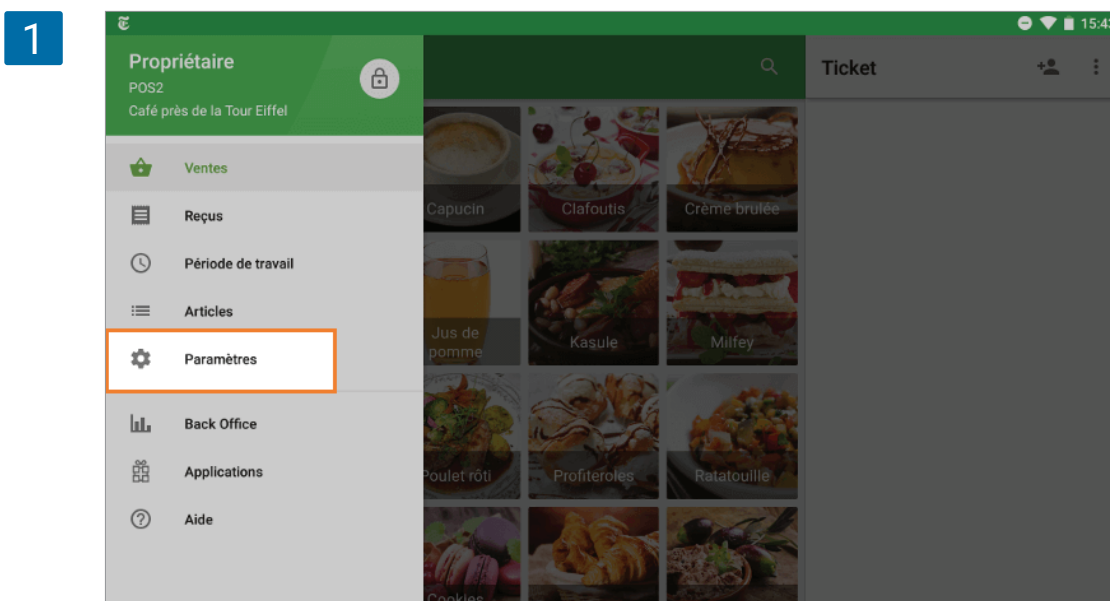 1
15:43
Propriétaire
POS2
Café près de la Tour Eiffel
Ticket
Ventes
Reçus
Période de travail
Articles
Paramètres
Back Office
Applications
Aide
Capucin
Clafoutis
Crème brulée
Jus de
pomme
Kasule
Milfey
Poulet rôti
Profiteroles
Ratatouille
Cookies